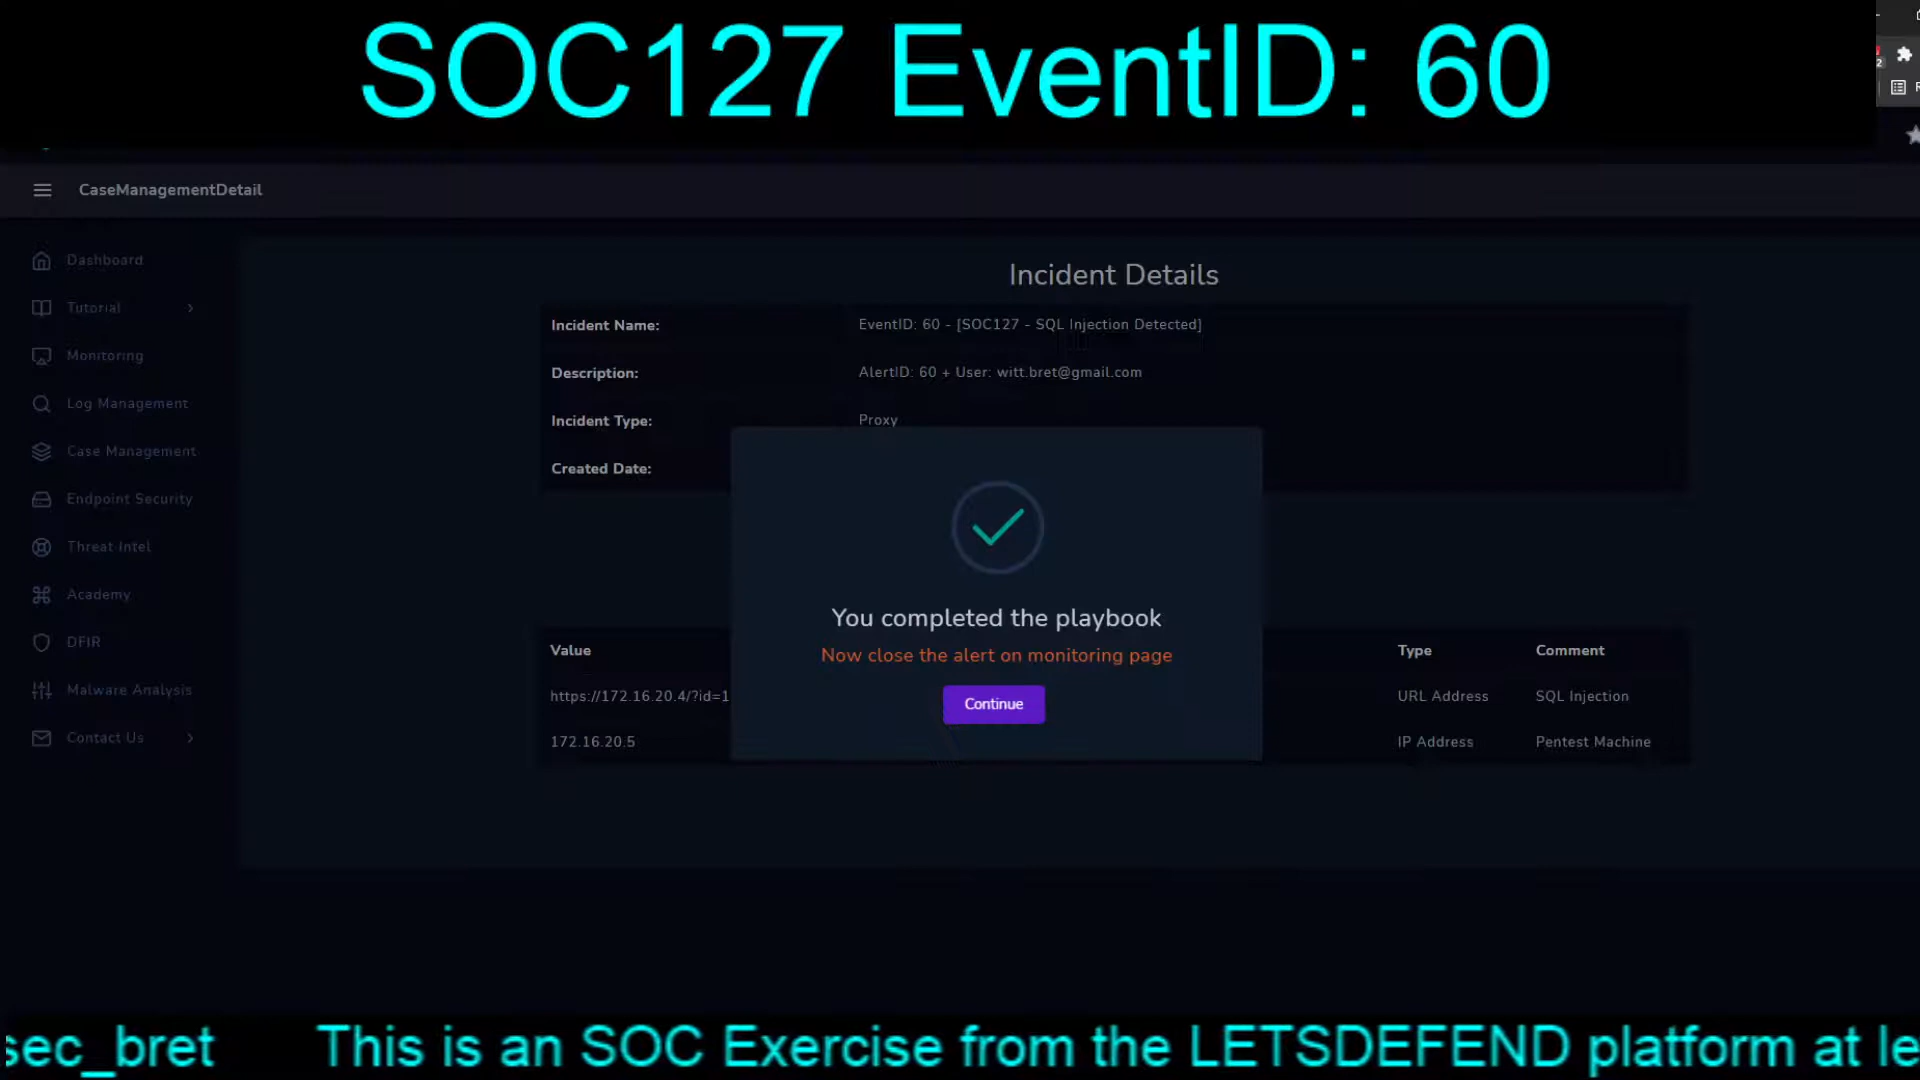 SOC127 EventID: 60
CaseManagementDetail
Dashboard
Tutorial
Monitoring
Log Management
Case Management
Endpoint Security
Threat Intel
Academy
DFIR
Malware Analysis
Contact Us
Incident Details
Incident Name: EventID: 60 - [SOC127 - SQL Injection Detected]
Description: AlertID: 60 + User: witt.bret@gmail.com
Incident Type: Proxy
Created Date:
You completed the playbook
Now close the alert on monitoring page
Continue
Value Type Comment
https://172.16.20.4/?id=1 URL Address SQL Injection
172.16.20.5 IP Address Pentest Machine
sec_bret This is an SOC Exercise from the LETSDEFEND platform at le